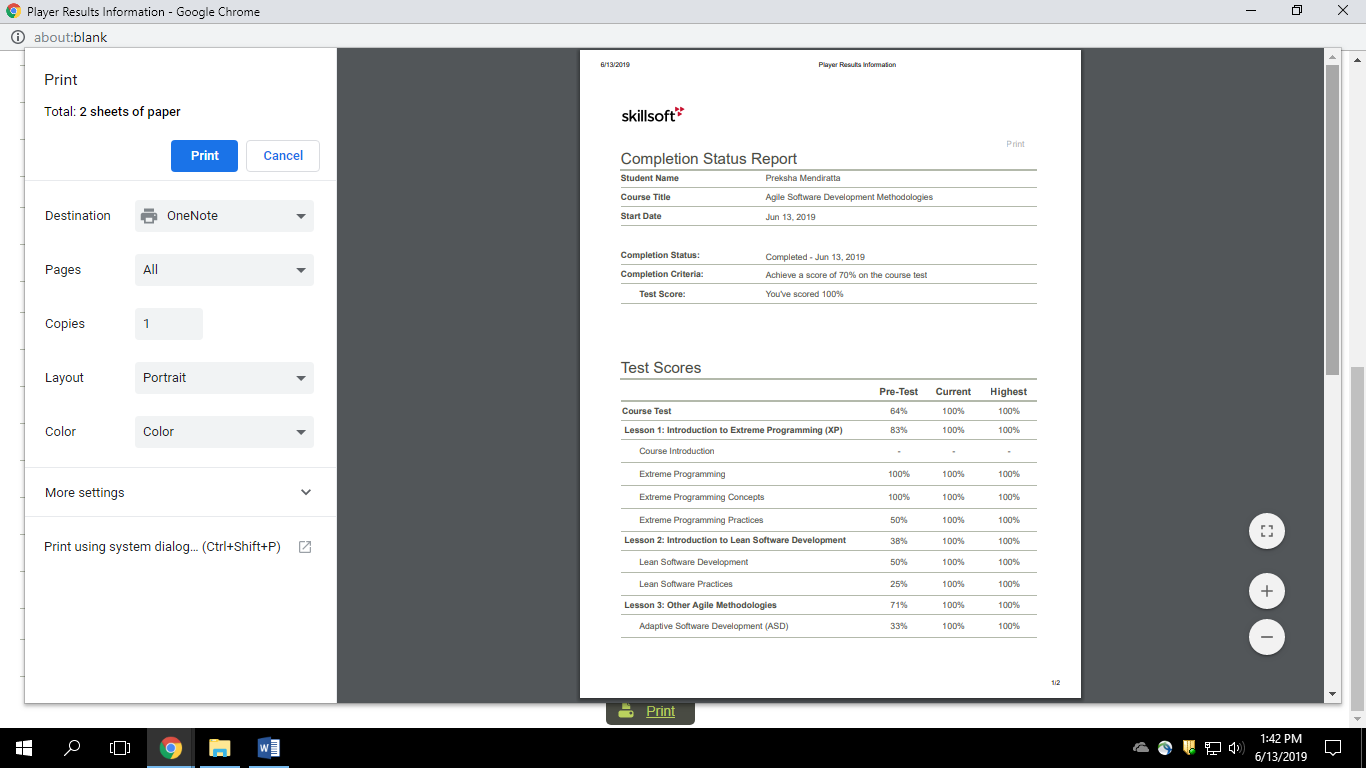 Player Results Information - Google Chrome
about:blank
Print
Total: 2 sheets of paper
Print Cancel
Destination OneNote
Pages All
Copies 1
Layout Portrait
Color Color
More settings
Print using system dialog... (Ctrl+Shift+P)
6/13/2019 Player Results Information
skillsoft
Print
Completion Status Report
Student Name Preksha Mendiratta
Course Title Agile Software Development Methodologies
Start Date Jun 13, 2019
Completion Status: Completed - Jun 13, 2019
Completion Criteria: Achieve a score of 70% on the course test
Test Score: You've scored 100%
Test Scores
Pre-Test Current Highest
Course Test 64% 100% 100%
Lesson 1: Introduction to Extreme Programming (XP) 83% 100% 100%
Course Introduction - - -
Extreme Programming 100% 100% 100%
Extreme Programming Concepts 100% 100% 100%
Extreme Programming Practices 50% 100% 100%
Lesson 2: Introduction to Lean Software Development 38% 100% 100%
Lean Software Development 50% 100% 100%
Lean Software Practices 25% 100% 100%
Lesson 3: Other Agile Methodologies 71% 100% 100%
Adaptive Software Development (ASD) 33% 100% 100%
1/2
Print
1:42 PM
6/13/2019